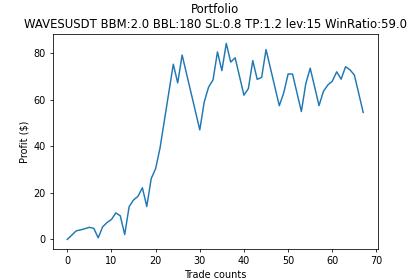 Portfolio
WAVESUSDT BBM:2.0 BBL:180 SL:0.8 TP:1.2 lev:15 WinRatio:59.0
Profit ($)
80
60
40
20
0
0 10 20 30 40 50 60 70
Trade counts